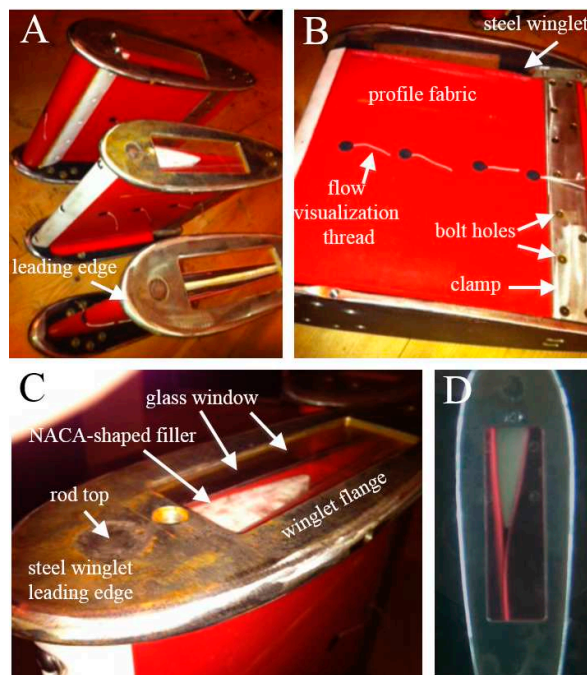 A
leading edge
B
steel winglet
profile fabric
flow
visualization
thread
bolt holes
clamp
C
glass window
NACA-shaped filler
rod top
winglet flange
steel winglet
leading edge
D